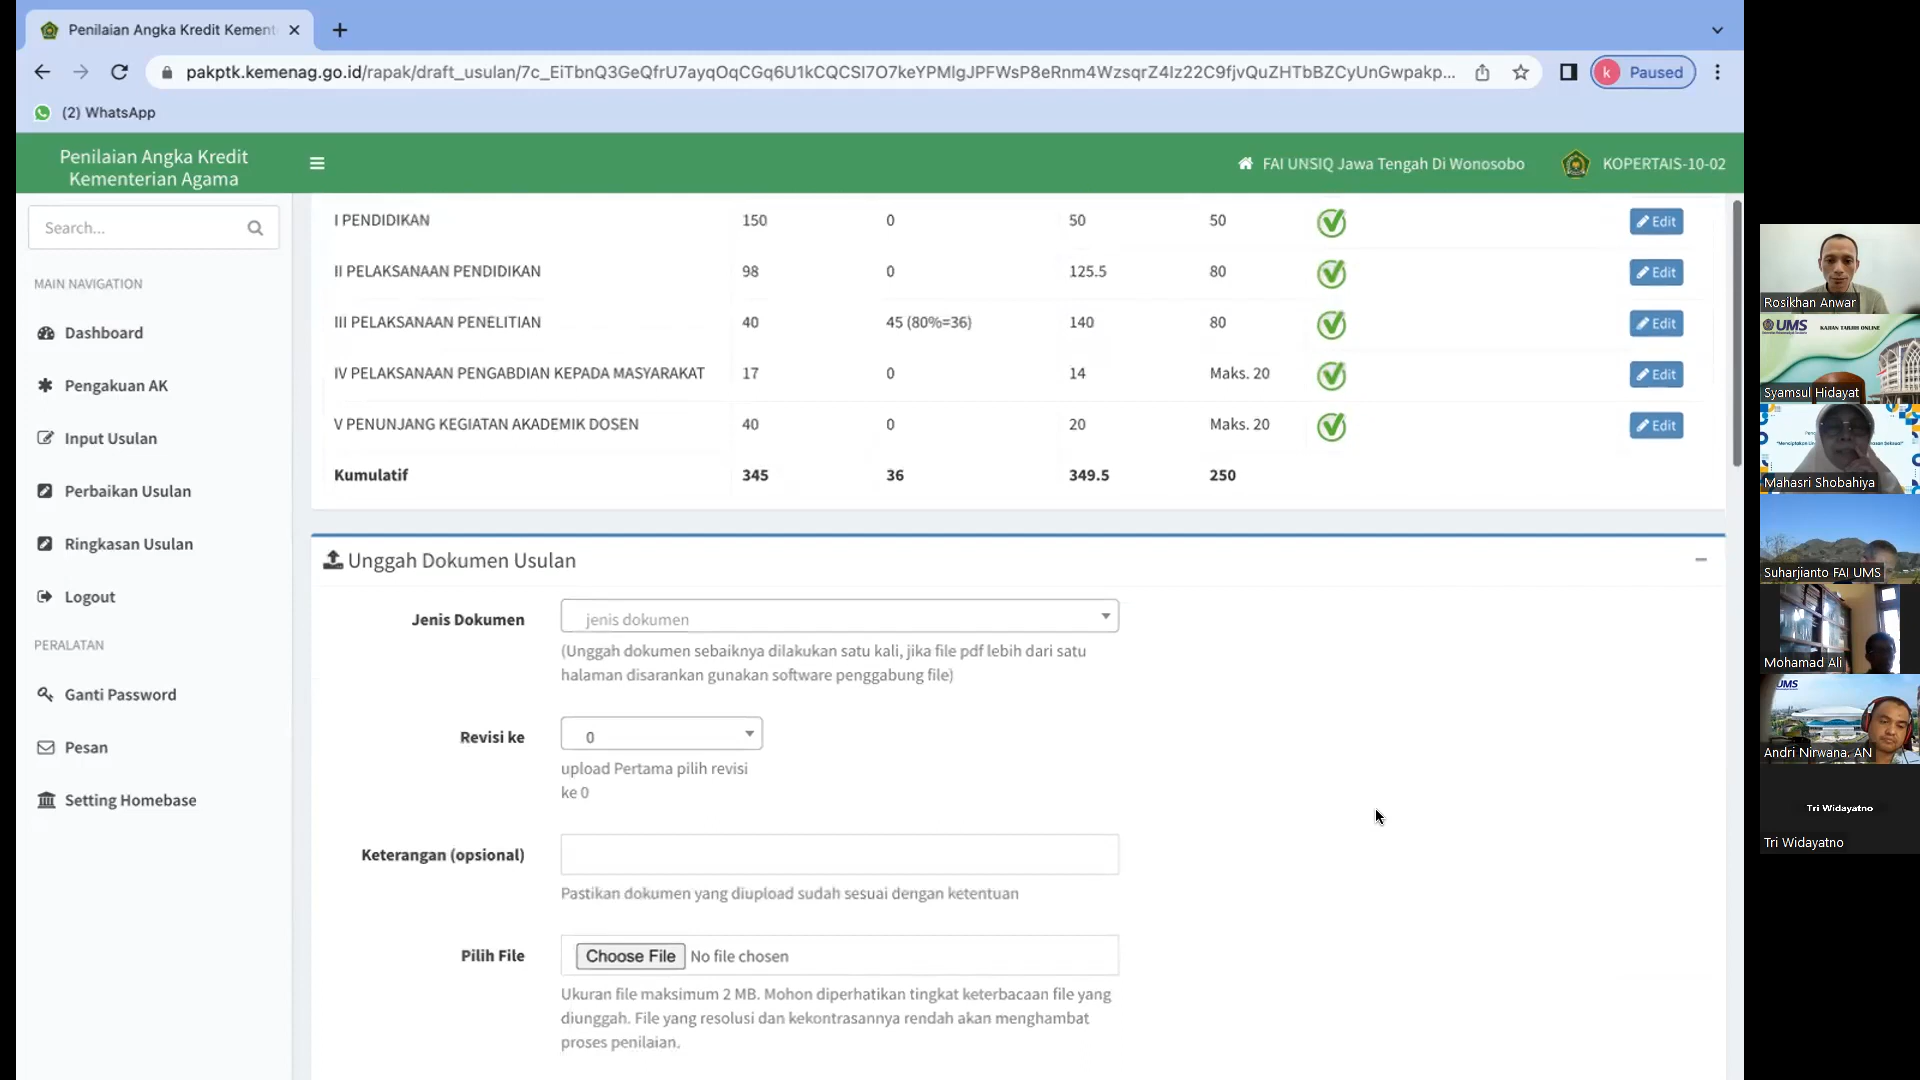 Penilaian Angka Kredit Kement
pakptk.kemenag.go.id/rapak/draft_usulan/7c_EiTbnQ3GeQfrU7ayqOqCGq6U1kCQCSI7O7keYPMlgJPFWsP8eRnm4WzsqrZ4Iz22C9fjvQuZHTbBZCyUnGwpakp...
k Paused
(2) WhatsApp
Penilaian Angka Kredit
Kementerian Agama
FAI UNSIQ Jawa Tengah Di Wonosobo
KOPERTAIS-10-02
Search...
MAIN NAVIGATION
Dashboard
Pengakuan AK
Input Usulan
Perbaikan Usulan
Ringkasan Usulan
Logout
PERALATAN
Ganti Password
Pesan
Setting Homebase
I PENDIDIKAN 150 0 50 50 Edit
II PELAKSANAAN PENDIDIKAN 98 0 125.5 80 Edit
III PELAKSANAAN PENELITIAN 40 45 (80%=36) 140 80 Edit
IV PELAKSANAAN PENGABDIAN KEPADA MASYARAKAT 17 0 14 Maks. 20 Edit
V PENUNJANG KEGIATAN AKADEMIK DOSEN 40 0 20 Maks. 20 Edit
Kumulatif 345 36 349.5 250
Unggah Dokumen Usulan
Jenis Dokumen jenis dokumen
(Unggah dokumen sebaiknya dilakukan satu kali, jika file pdf lebih dari satu
halaman disarankan gunakan software penggabung file)
Revisi ke 0
upload Pertama pilih revisi
ke 0
Keterangan (opsional)
Pastikan dokumen yang diupload sudah sesuai dengan ketentuan
Pilih File Choose File No file chosen
Ukuran file maksimum 2 MB. Mohon diperhatikan tingkat keterbacaan file yang
diunggah. File yang resolusi dan kekontrasannya rendah akan menghambat
proses penilaian.
Rosikhan Anwar
UMS KAJIAN TARJIH ONLINE
Syamsul Hidayat
Mahasri Shobahiya
Suharjianto FAI UMS
Mohamad Ali
UMS
Andri Nirwana. AN
Tri Widayatno
Tri Widayatno